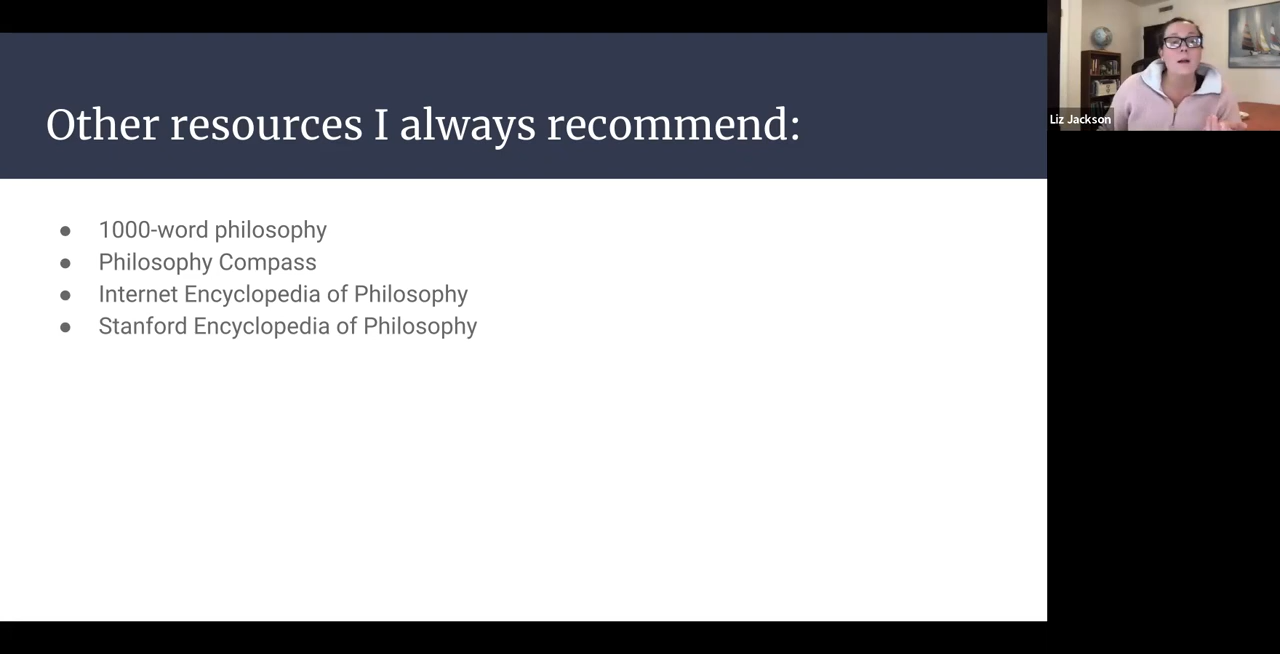 Other resources I always recommend:
1000-word philosophy
Philosophy Compass
Internet Encyclopedia of Philosophy
Stanford Encyclopedia of Philosophy
Liz Jackson